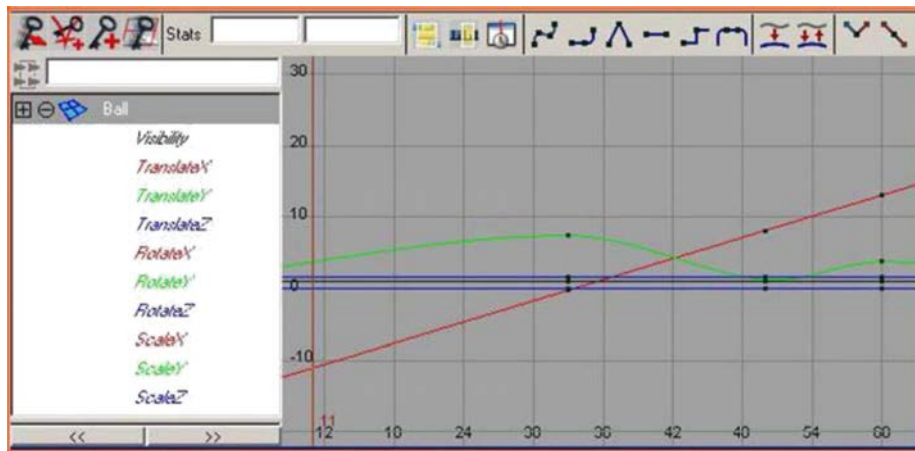 Stats
30
Ball
20
Visibility
TranslateX
TranslateY
10
TranslateZ
RotateX
RotateY
0
RotateZ
ScaleX
-10
ScaleY
ScaleZ
11
<< >> 12 18 24 30 36 42 48 54 60